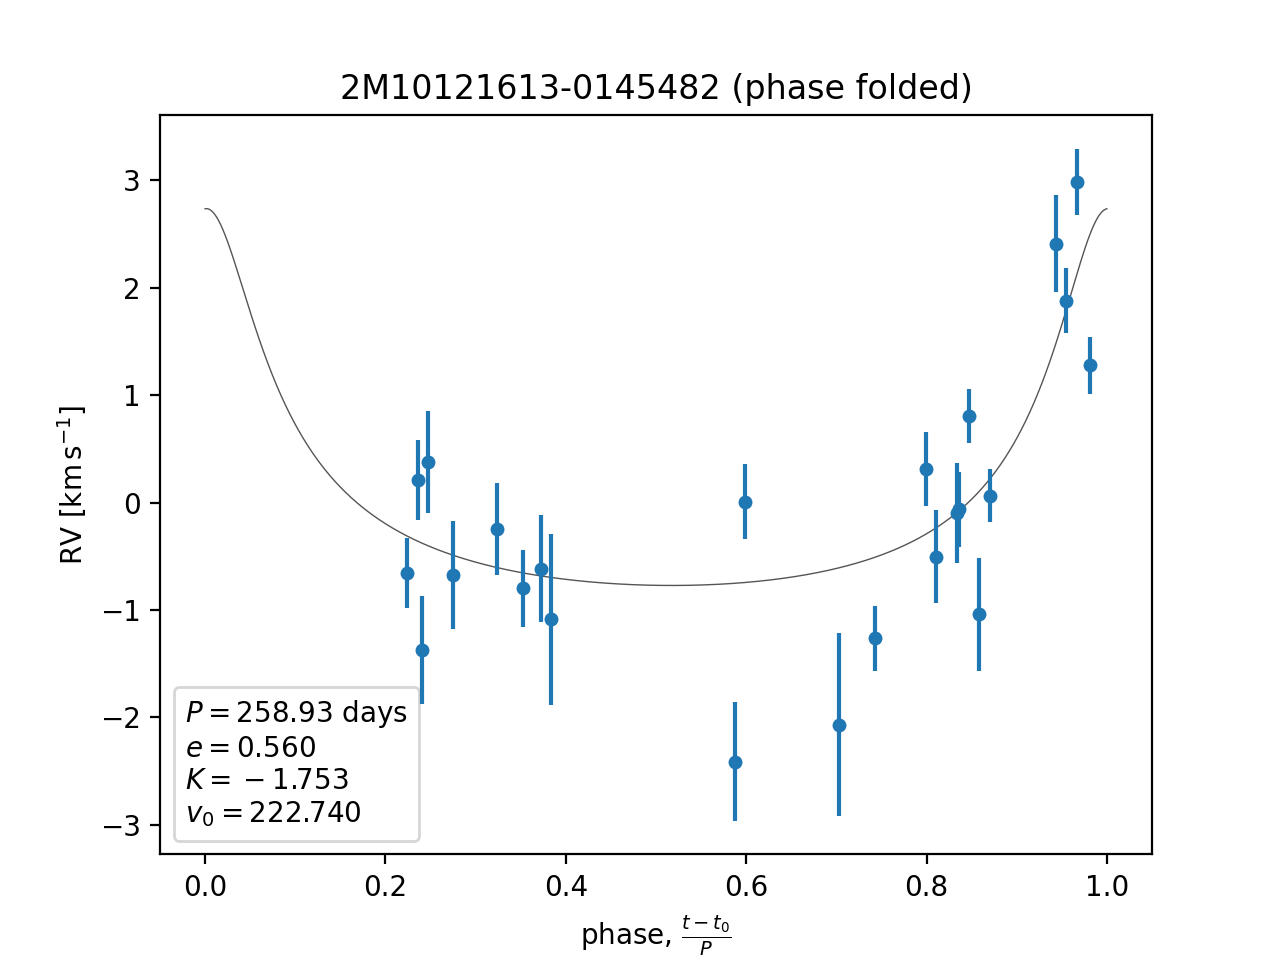 2M10121613-0145482 (phase folded)
3
2
1
0
−1
−2
−3
RV [km s⁻¹]
P = 258.93 days
e = 0.560
K = −1.753
v₀ = 222.740
0.0 0.2 0.4 0.6 0.8 1.0
phase, (t − t₀)/P